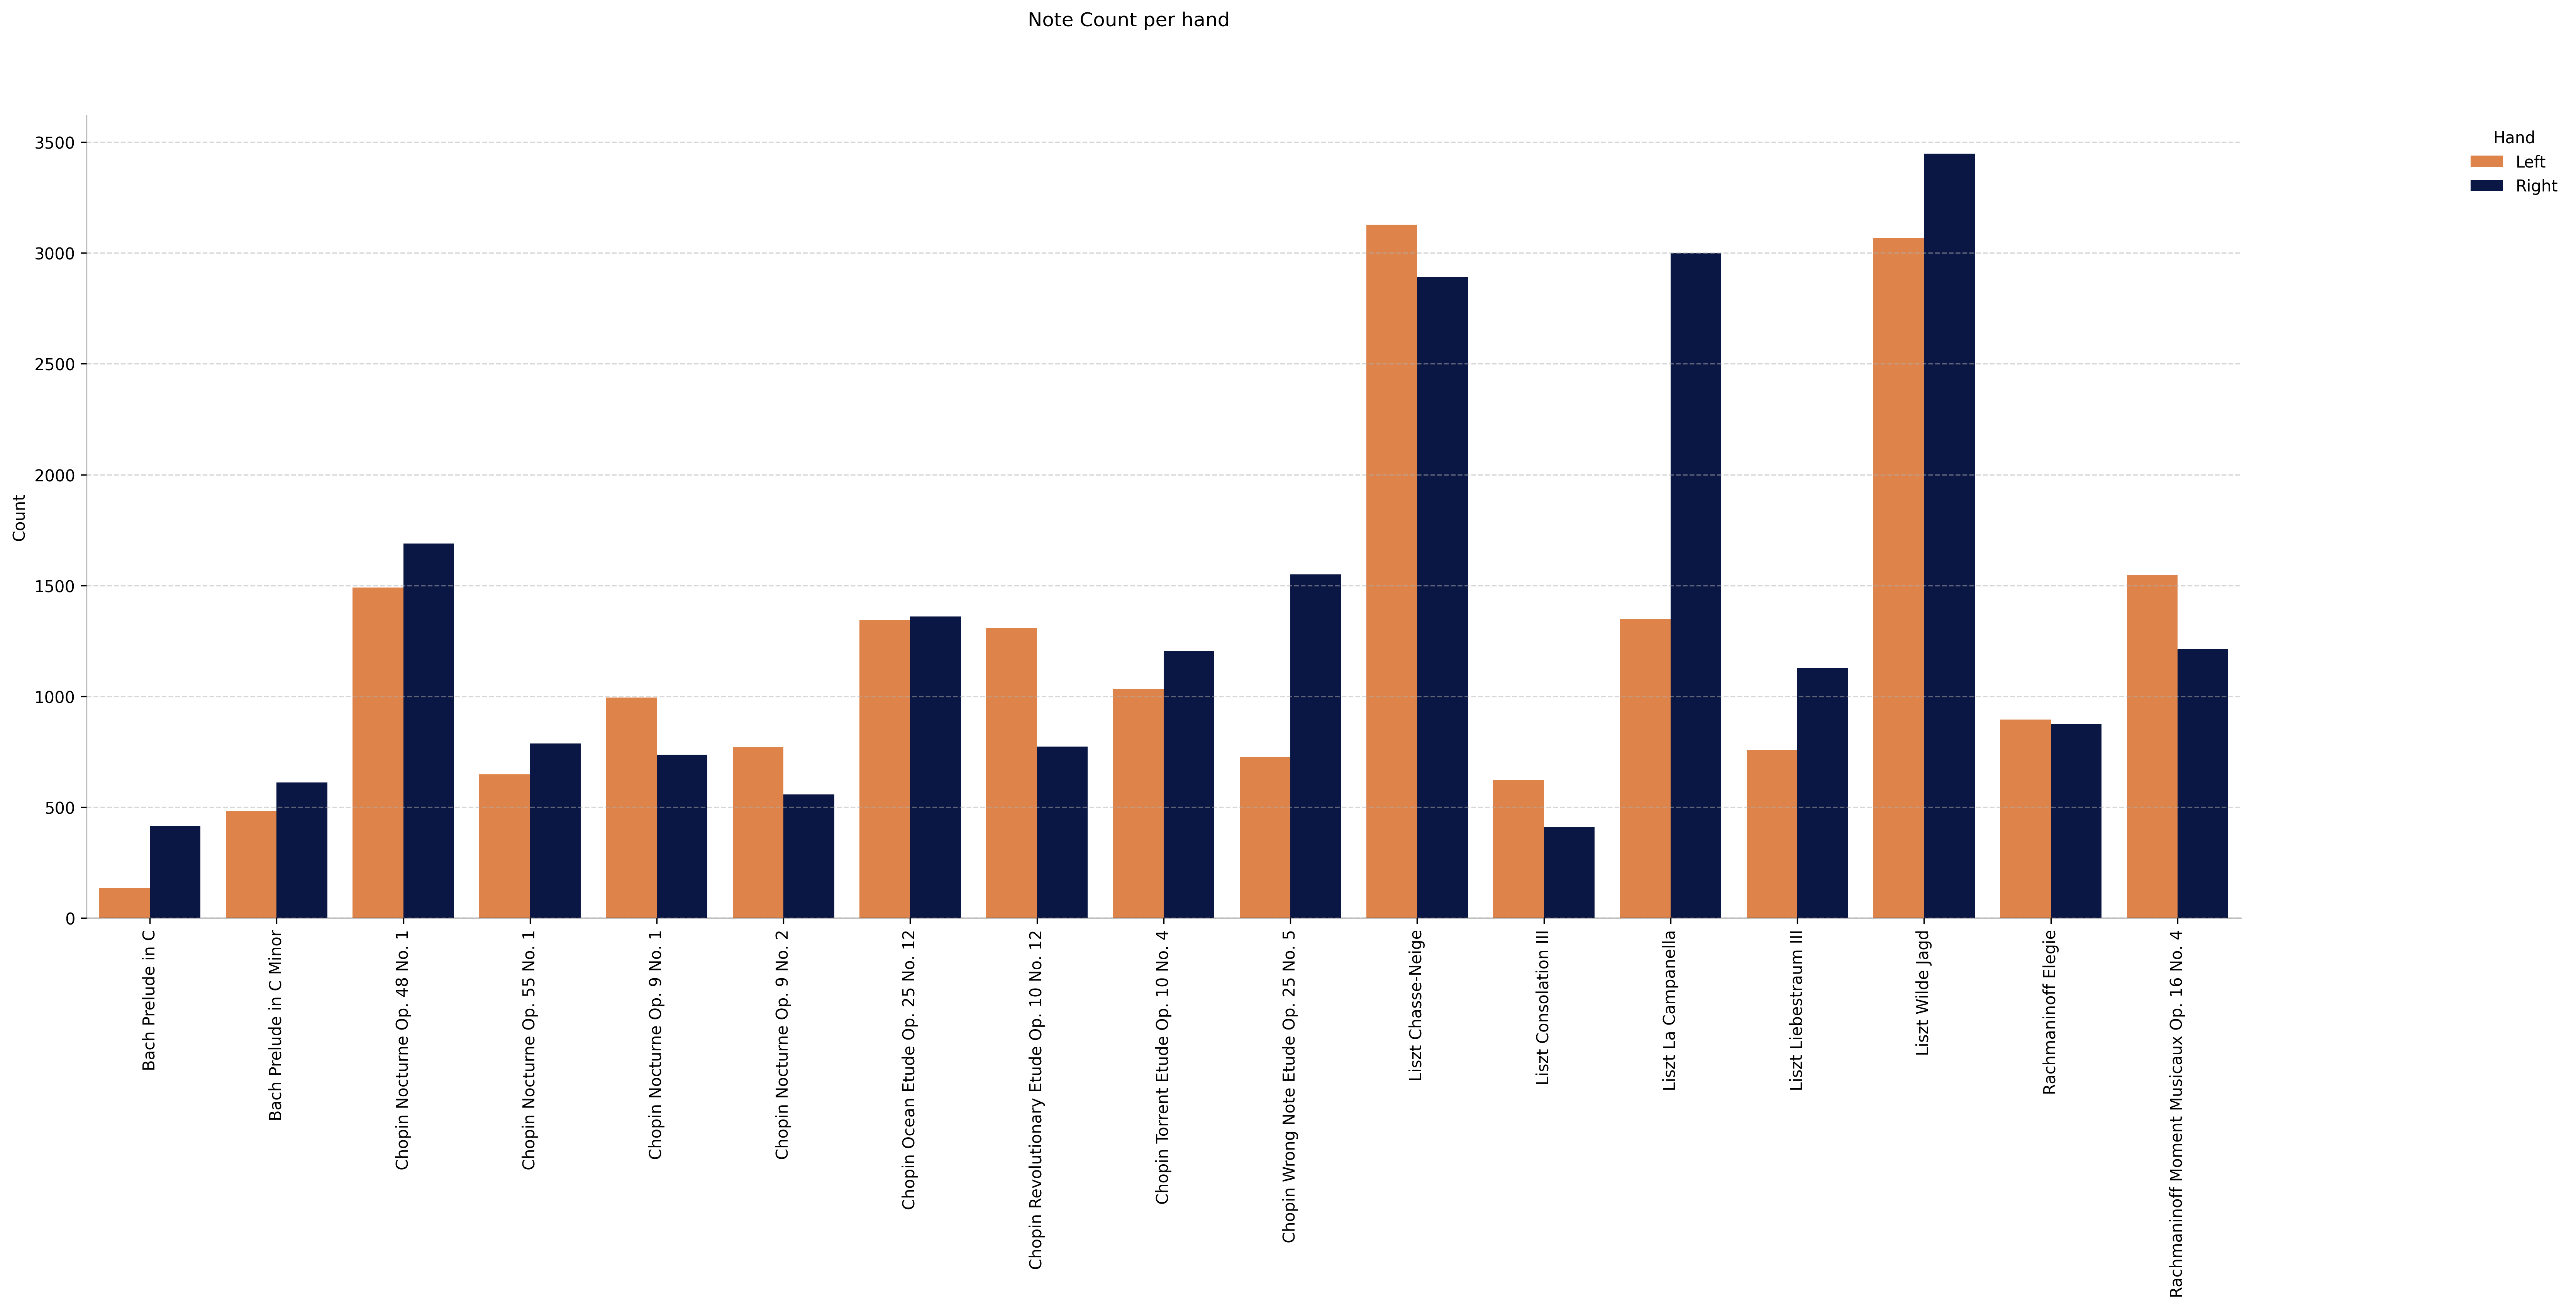 Note Count per hand
Hand
Left
Right
Count
3500
3000
2500
2000
1500
1000
500
0
Bach Prelude in C
Bach Prelude in C Minor
Chopin Nocturne Op. 48 No. 1
Chopin Nocturne Op. 55 No. 1
Chopin Nocturne Op. 9 No. 1
Chopin Nocturne Op. 9 No. 2
Chopin Ocean Etude Op. 25 No. 12
Chopin Revolutionary Etude Op. 10 No. 12
Chopin Torrent Etude Op. 10 No. 4
Chopin Wrong Note Etude Op. 25 No. 5
Liszt Chasse-Neige
Liszt Consolation III
Liszt La Campanella
Liszt Liebestraum III
Liszt Wilde Jagd
Rachmaninoff Elegie
Rachmaninoff Moment Musicaux Op. 16 No. 4